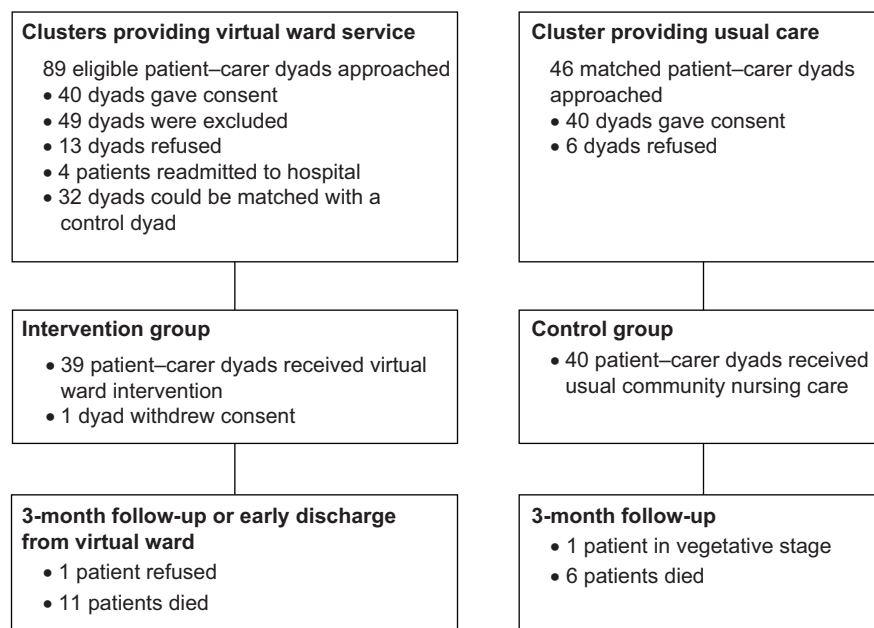 Clusters providing virtual ward service
89 eligible patient–carer dyads approached
• 40 dyads gave consent
• 49 dyads were excluded
• 13 dyads refused
• 4 patients readmitted to hospital
• 32 dyads could be matched with a
control dyad
Cluster providing usual care
46 matched patient–carer dyads
approached
• 40 dyads gave consent
• 6 dyads refused
Intervention group
• 39 patient–carer dyads received virtual
ward intervention
• 1 dyad withdrew consent
Control group
• 40 patient–carer dyads received
usual community nursing care
3-month follow-up or early discharge
from virtual ward
• 1 patient refused
• 11 patients died
3-month follow-up
• 1 patient in vegetative stage
• 6 patients died